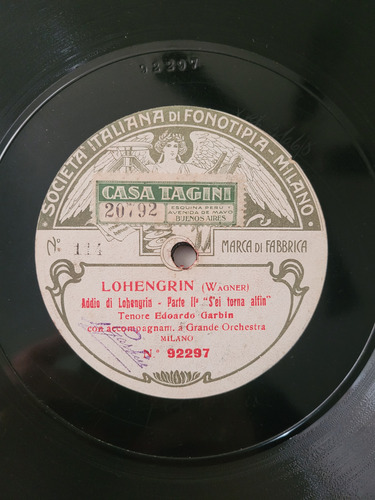 92297
SOCIETÀ ITALIANA DI FONOTIPIA - MILANO
CASA TAGINI
20792
ESQUINA PERU Y
AVENIDA DE MAYO
BUENOS AIRES
No. 114
MARCA DI FABBRICA
LOHENGRIN (WAGNER)
Addio di Lohengrin - Parte IIa "S'ei torna alfin"
Tenore Edoardo Garbin
con accompagnam. a Grande Orchestra
MILANO
No 92297